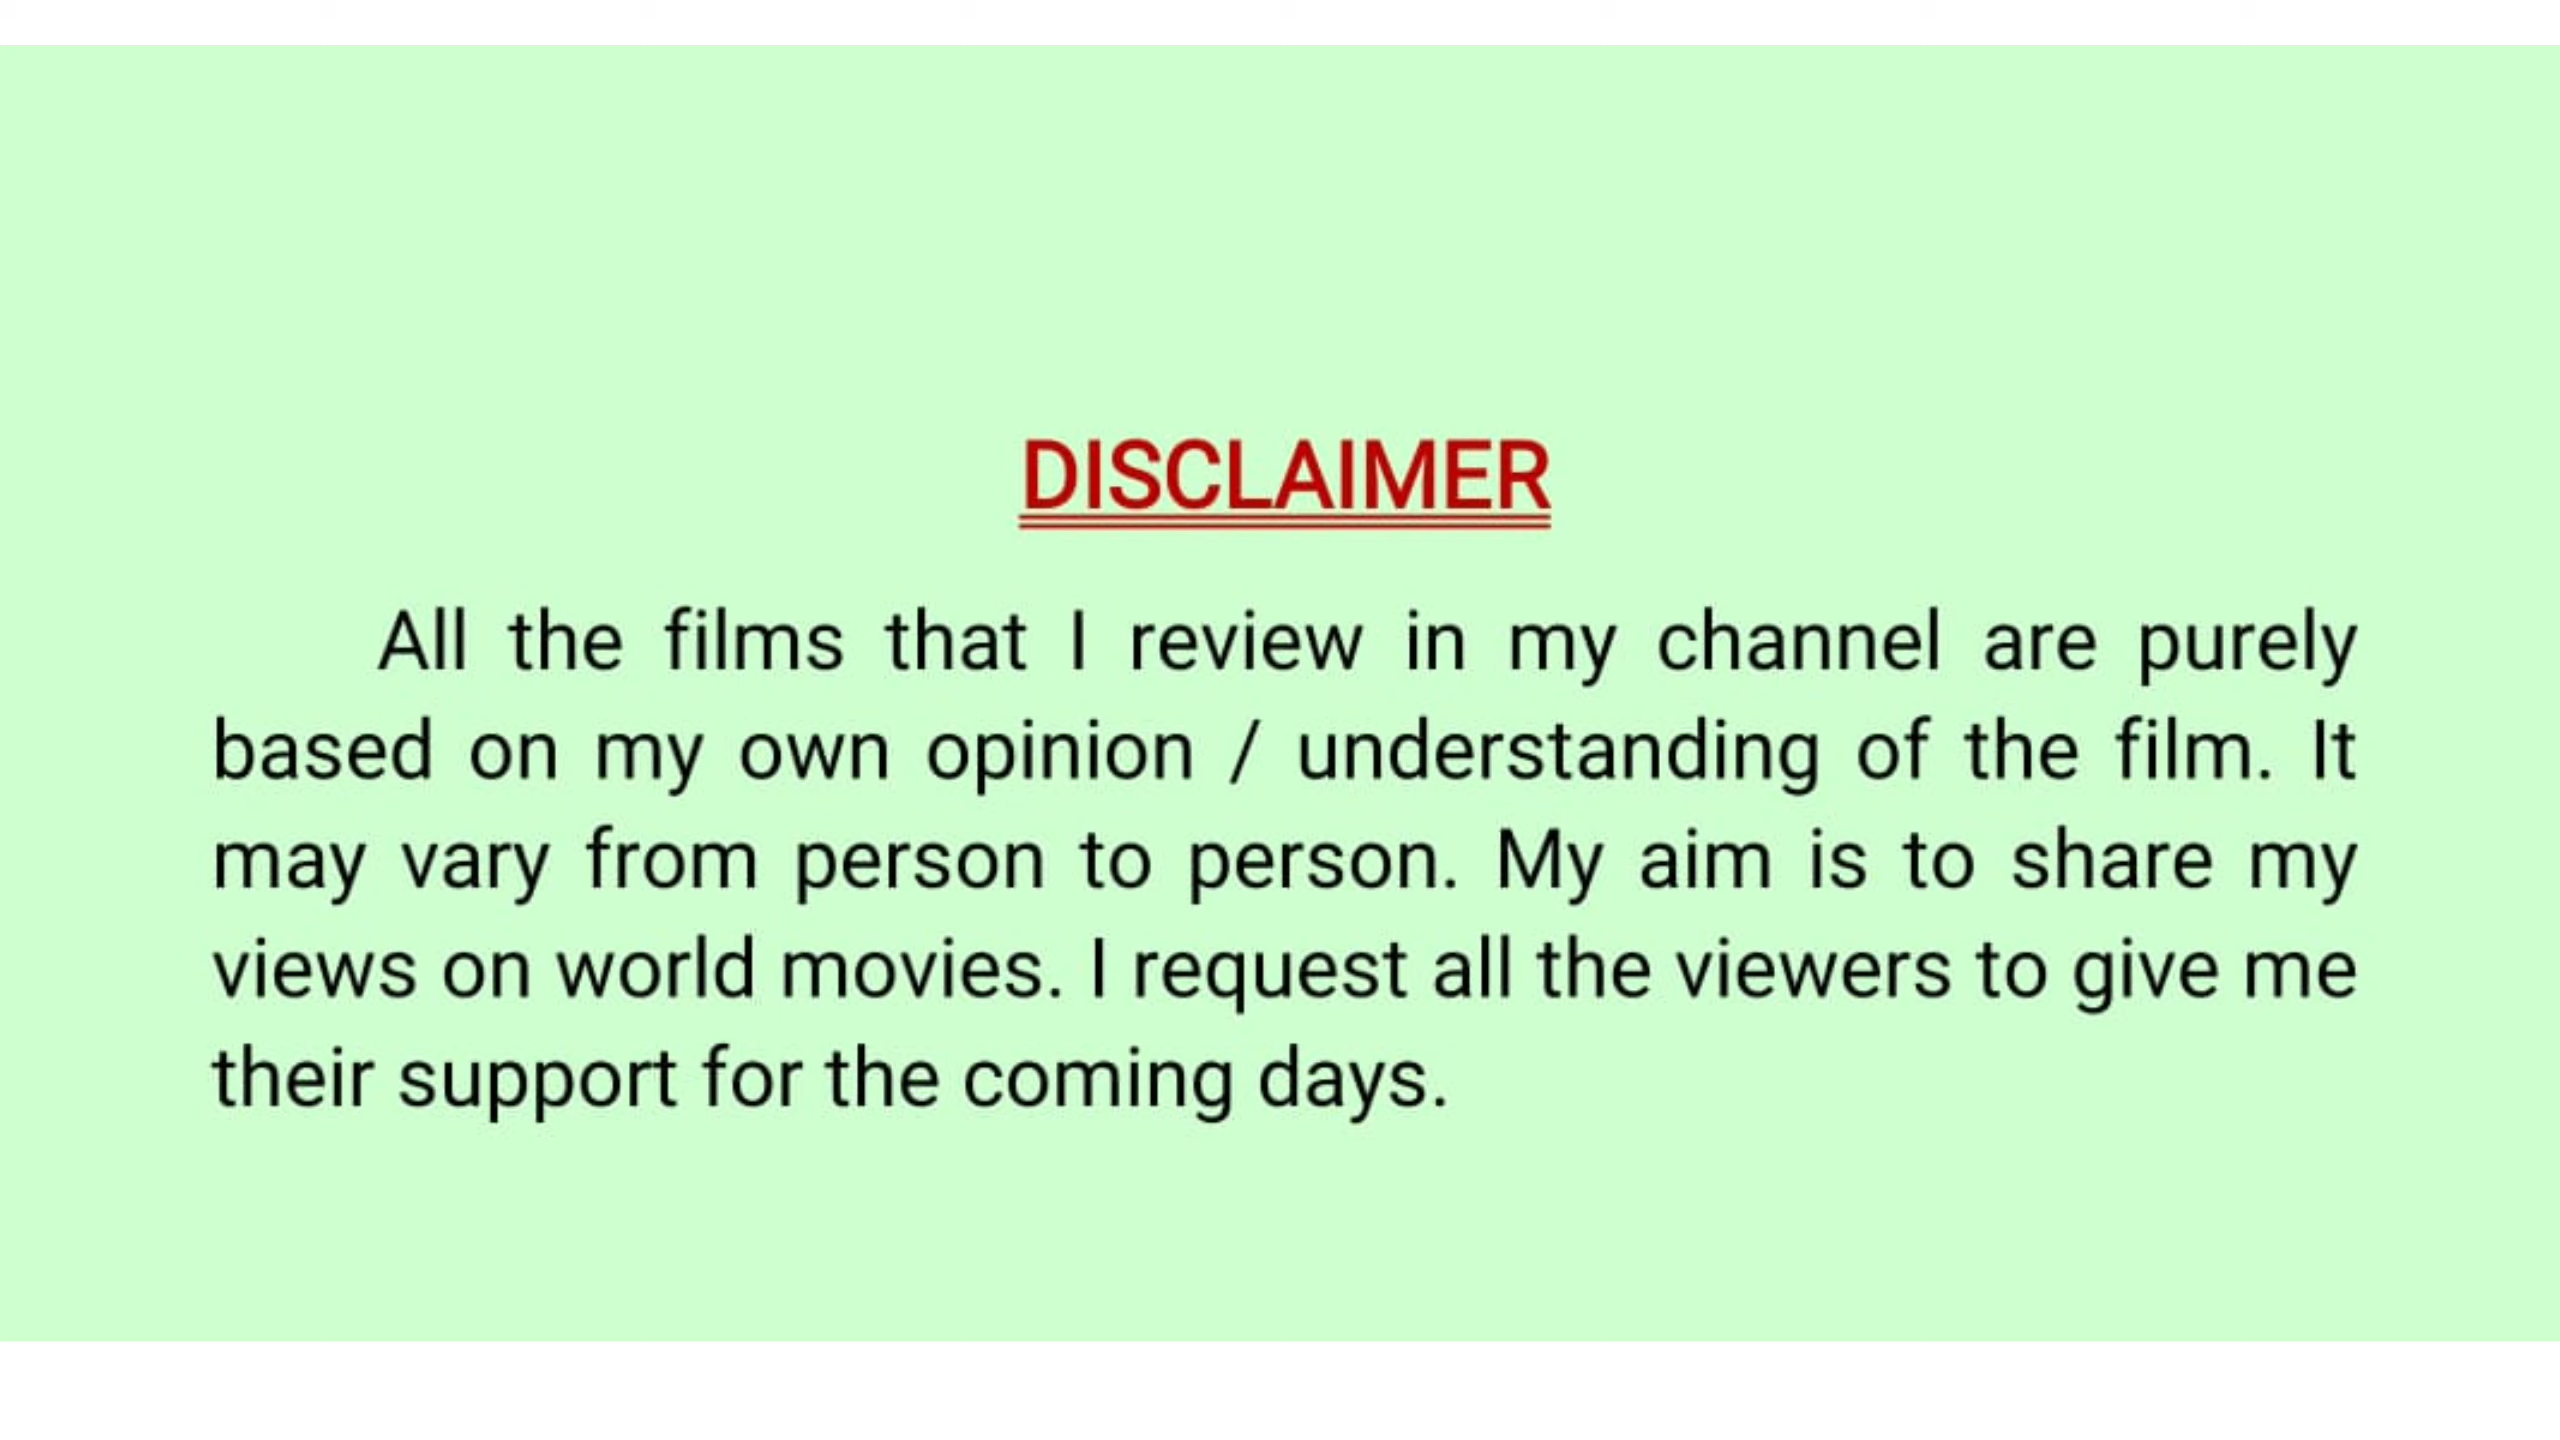 DISCLAIMER
All the films that I review in my channel are purely
based on my own opinion / understanding of the film. It
may vary from person to person. My aim is to share my
views on world movies. I request all the viewers to give me
their support for the coming days.